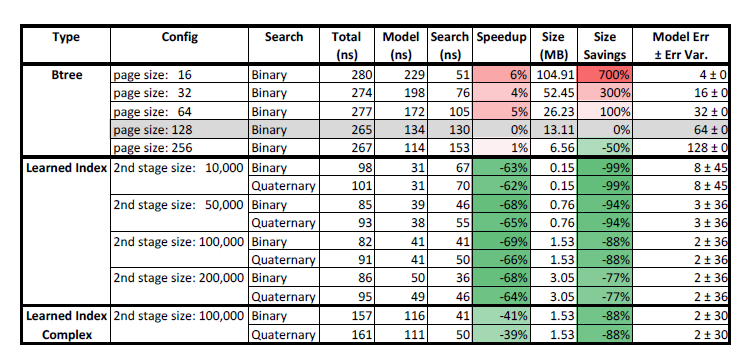 Type Config Search Total (ns) Model (ns) Search (ns) Speedup Size (MB) Size Savings Model Err ± Err Var.
Btree page size: 16 Binary 280 229 51 6% 104.91 700% 4 ± 0
page size: 32 Binary 274 198 76 4% 52.45 300% 16 ± 0
page size: 64 Binary 277 172 105 5% 26.23 100% 32 ± 0
page size: 128 Binary 265 134 130 0% 13.11 0% 64 ± 0
page size: 256 Binary 267 114 153 1% 6.56 -50% 128 ± 0
Learned Index 2nd stage size: 10,000 Binary 98 31 67 -63% 0.15 -99% 8 ± 45
Quaternary 101 31 70 -62% 0.15 -99% 8 ± 45
2nd stage size: 50,000 Binary 85 39 46 -68% 0.76 -94% 3 ± 36
Quaternary 93 38 55 -65% 0.76 -94% 3 ± 36
2nd stage size: 100,000 Binary 82 41 41 -69% 1.53 -88% 2 ± 36
Quaternary 91 41 50 -66% 1.53 -88% 2 ± 36
2nd stage size: 200,000 Binary 86 50 36 -68% 3.05 -77% 2 ± 36
Quaternary 95 49 46 -64% 3.05 -77% 2 ± 36
Learned Index 2nd stage size: 100,000 Binary 157 116 41 -41% 1.53 -88% 2 ± 30
Complex Quaternary 161 111 50 -39% 1.53 -88% 2 ± 30